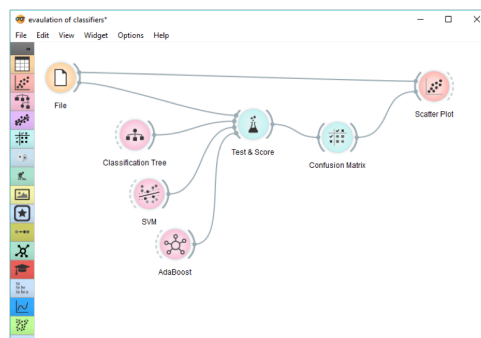 evaulation of classifiers*
File Edit View Widget Options Help
File
Scatter Plot
Test & Score
Classification Tree
Confusion Matrix
SVM
AdaBoost